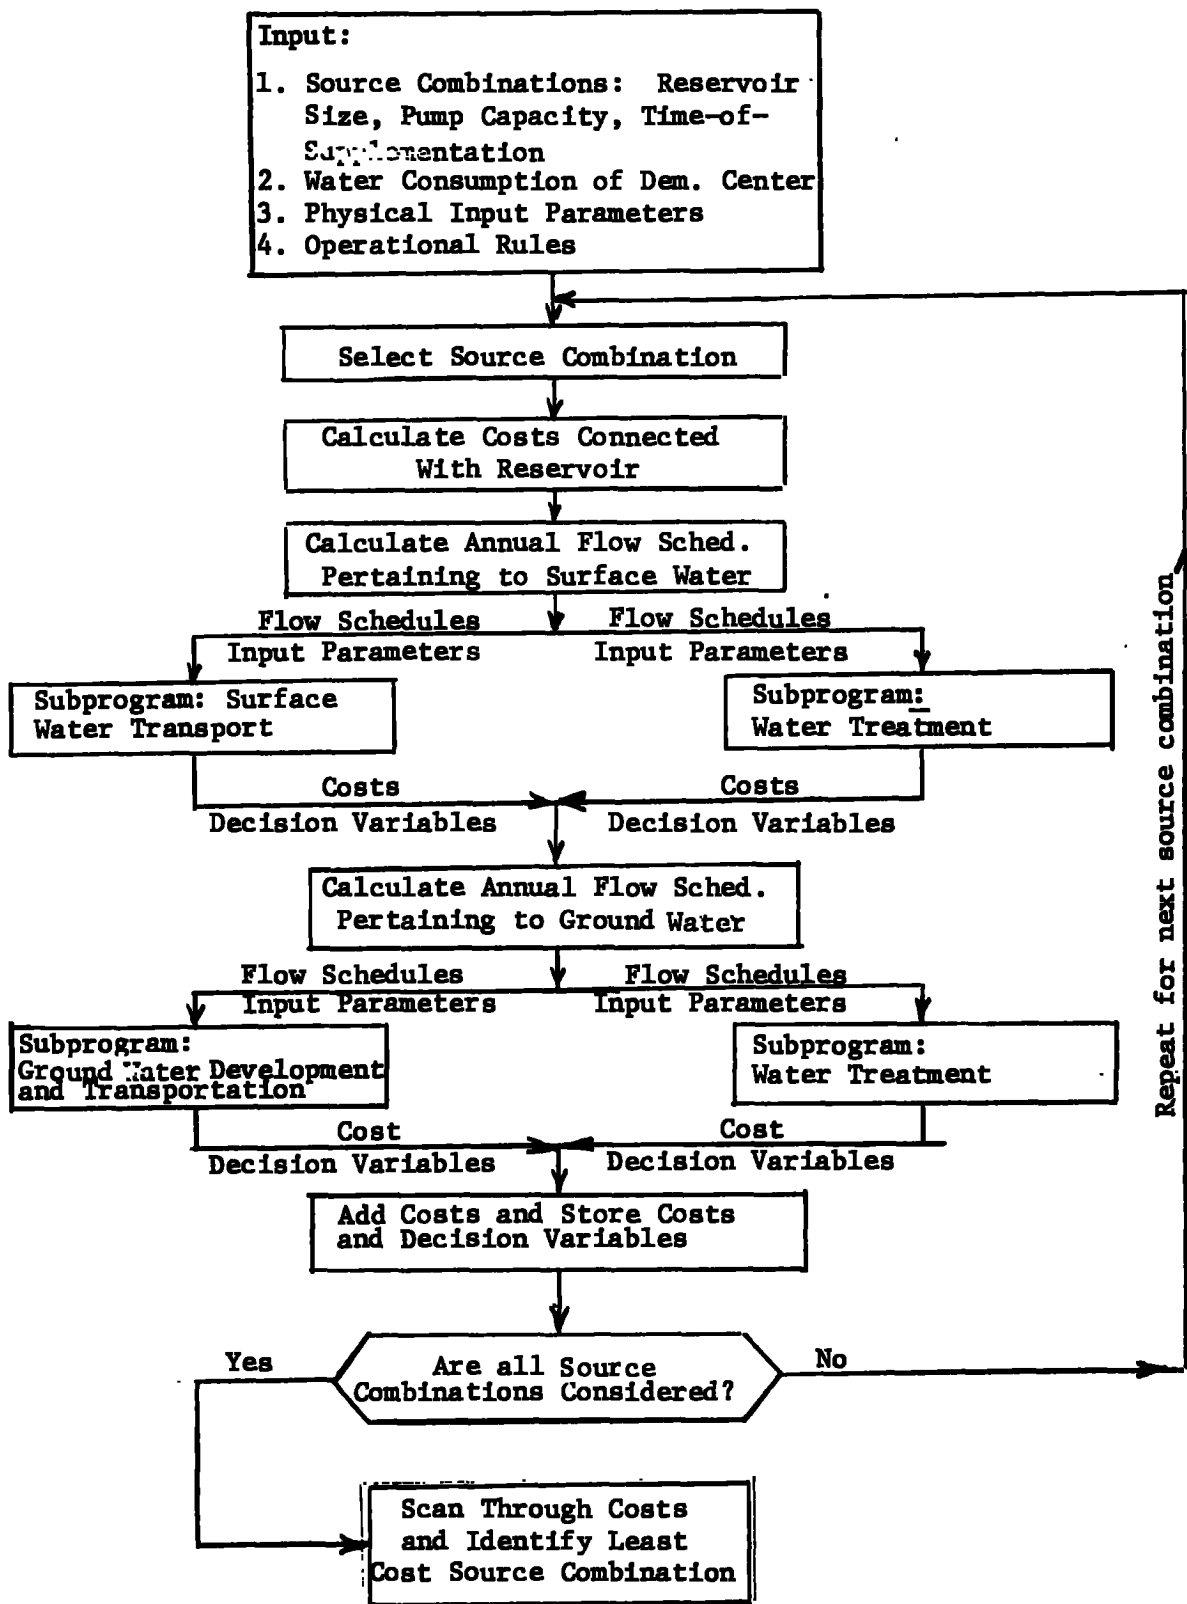 Input:
1. Source Combinations: Reservoir
Size, Pump Capacity, Time-of-
Supplementation
2. Water Consumption of Dem. Center
3. Physical Input Parameters
4. Operational Rules
Select Source Combination
Calculate Costs Connected
With Reservoir
Calculate Annual Flow Sched.
Pertaining to Surface Water
Flow Schedules
Input Parameters
Flow Schedules
Input Parameters
Subprogram: Surface
Water Transport
Subprogram:
Water Treatment
Costs
Decision Variables
Costs
Decision Variables
Calculate Annual Flow Sched.
Pertaining to Ground Water
Flow Schedules
Input Parameters
Flow Schedules
Input Parameters
Subprogram:
Ground Water Development
and Transportation
Subprogram:
Water Treatment
Cost
Decision Variables
Cost
Decision Variables
Add Costs and Store Costs
and Decision Variables
Are all Source
Combinations Considered?
Yes
No
Repeat for next source combination
Scan Through Costs
and Identify Least
Cost Source Combination